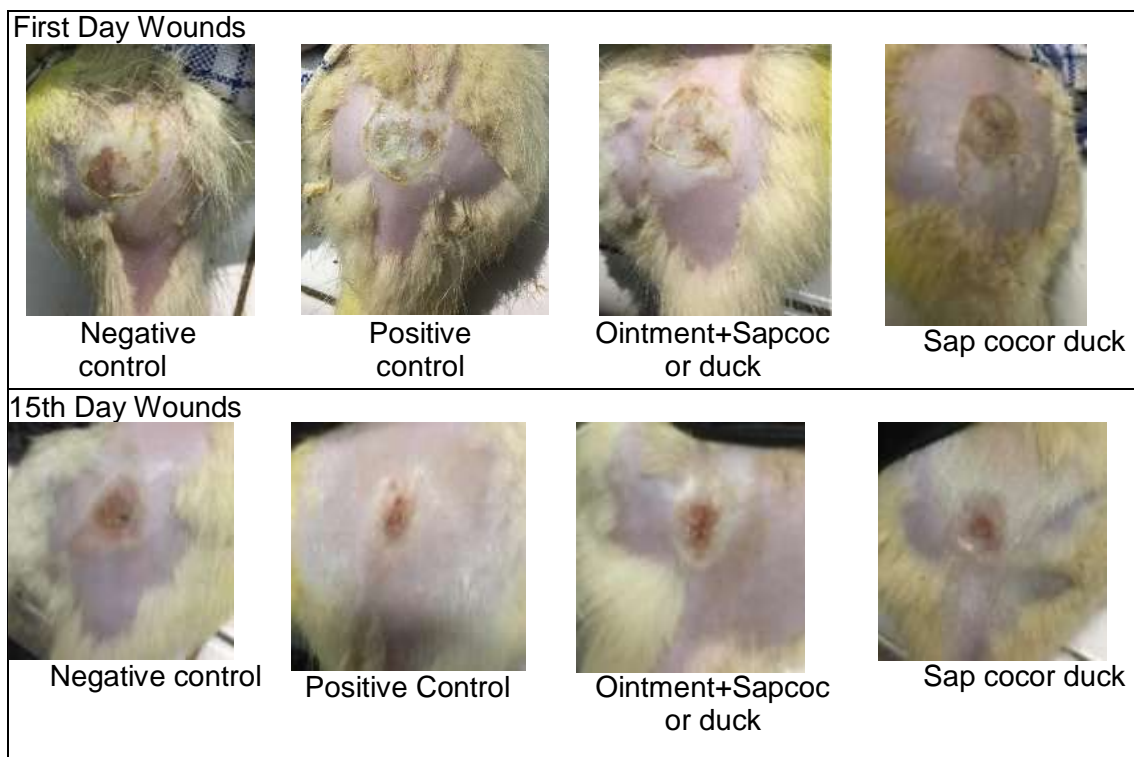 First Day Wounds
Negative
control
Positive
control
Ointment+Sapcoc
or duck
Sap cocor duck
15th Day Wounds
Negative control
Positive Control
Ointment+Sapcoc
or duck
Sap cocor duck